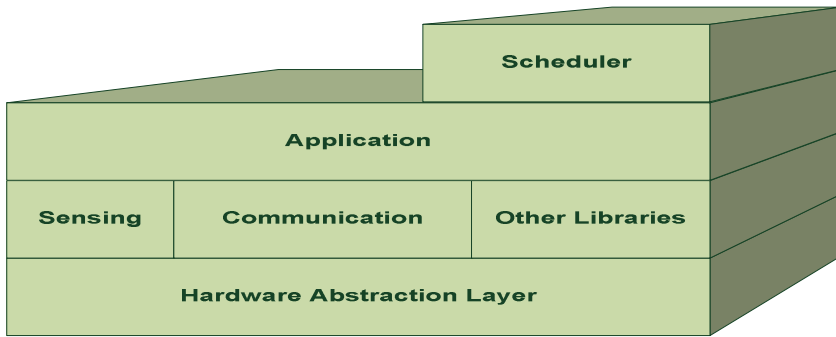 Scheduler
Application
Sensing
Communication
Other Libraries
Hardware Abstraction Layer